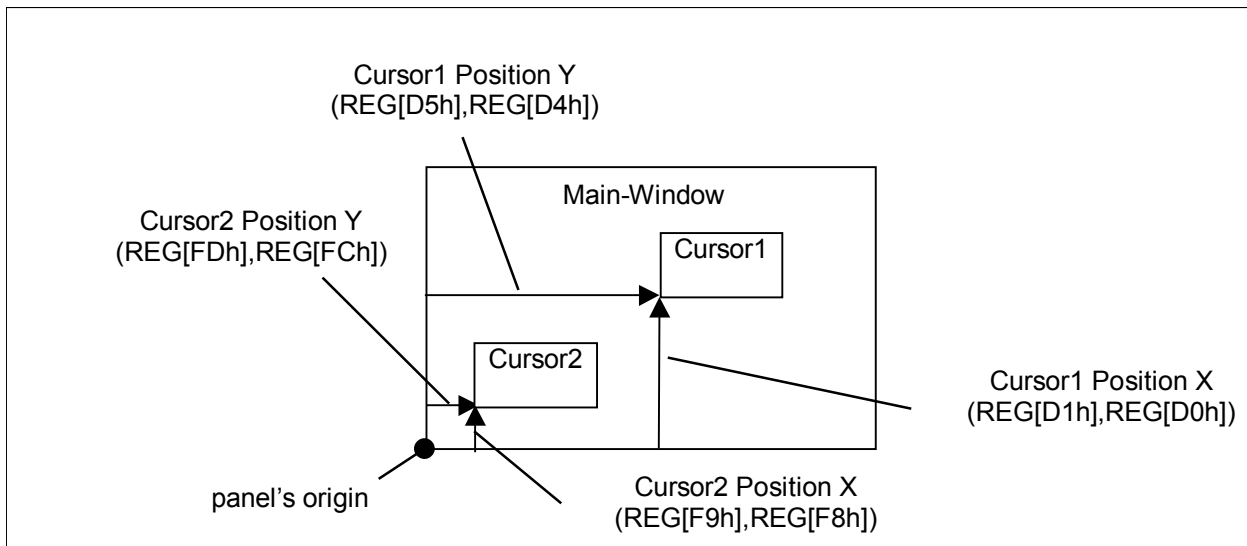 Cursor1 Position Y
(REG[D5h],REG[D4h])
Main-Window
Cursor2 Position Y
(REG[FDh],REG[FCh])
Cursor1
Cursor2
Cursor1 Position X
(REG[D1h],REG[D0h])
panel's origin
Cursor2 Position X
(REG[F9h],REG[F8h])